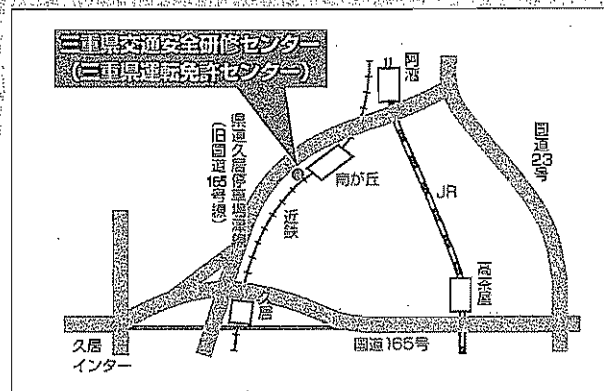 三重県交通安全研修センター
(三重県運転免許センター)
阿漕
国道23号
県道久居停車場津線
(旧国道165号線)
南が丘
近鉄
JR
高茶屋
久居
久居
インター
国道165号